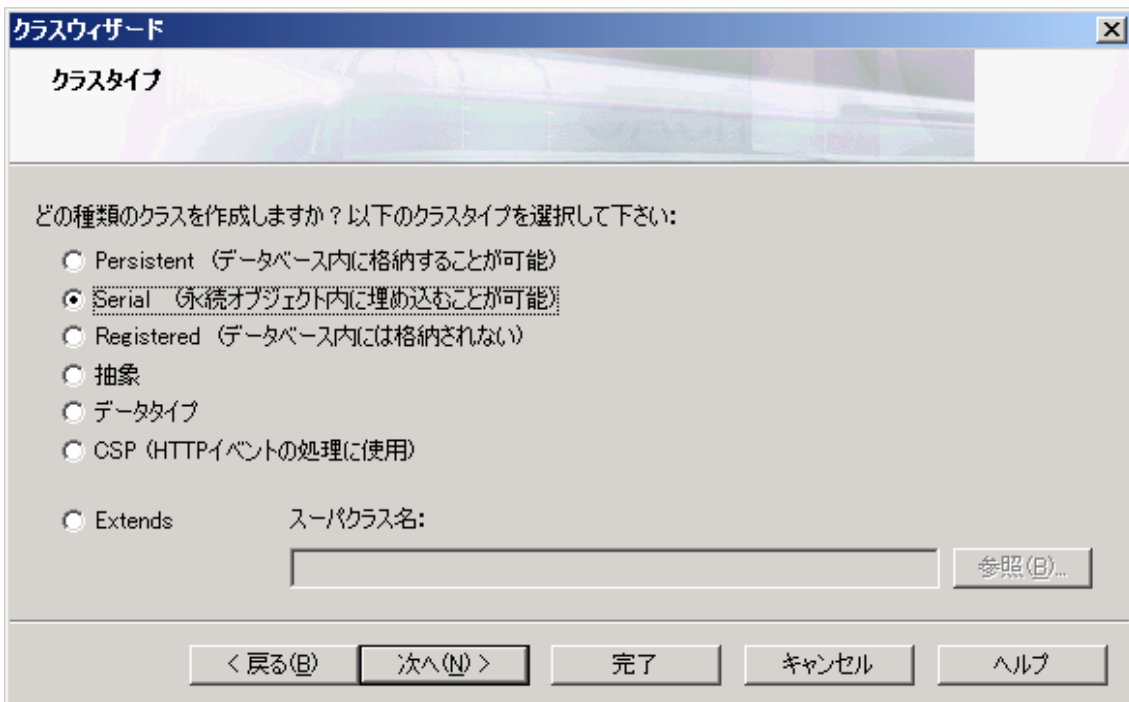 クラスウィザード
クラスタイプ
どの種類のクラスを作成しますか？以下のクラスタイプを選択して下さい:
Persistent (データベース内に格納することが可能)
Serial (永続オブジェクト内に埋め込むことが可能)
Registered (データベース内には格納されない)
抽象
データタイプ
CSP (HTTPイベントの処理に使用)
Extends スーパクラス名:
参照(B)...
< 戻る(B) 次へ(N) > 完了 キャンセル ヘルプ